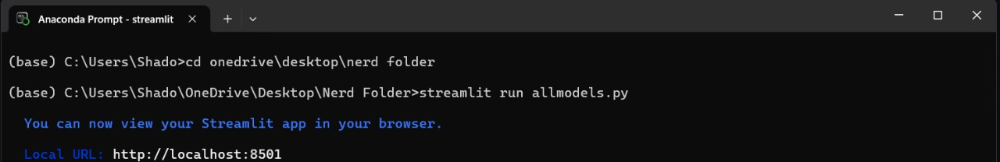 Anaconda Prompt - streamlit
(base) C:\Users\Shado>cd onedrive\desktop\nerd folder
(base) C:\Users\Shado\OneDrive\Desktop\Nerd Folder>streamlit run allmodels.py
You can now view your Streamlit app in your browser.
Local URL: http://localhost:8501